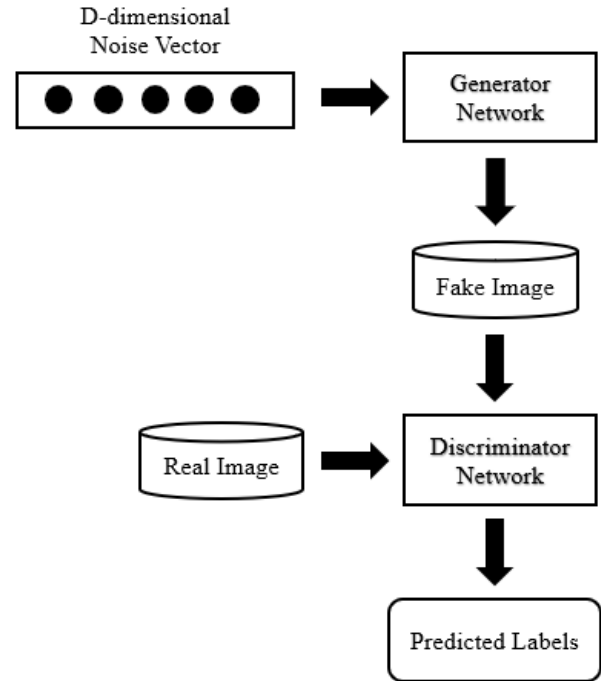 D-dimensional
Noise Vector
Generator
Network
Fake Image
Real Image
Discriminator
Network
Predicted Labels